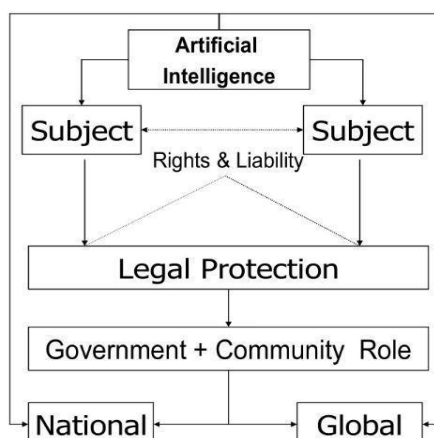 Artificial
Intelligence
Subject
Subject
Rights & Liability
Legal Protection
Government + Community Role
National
Global